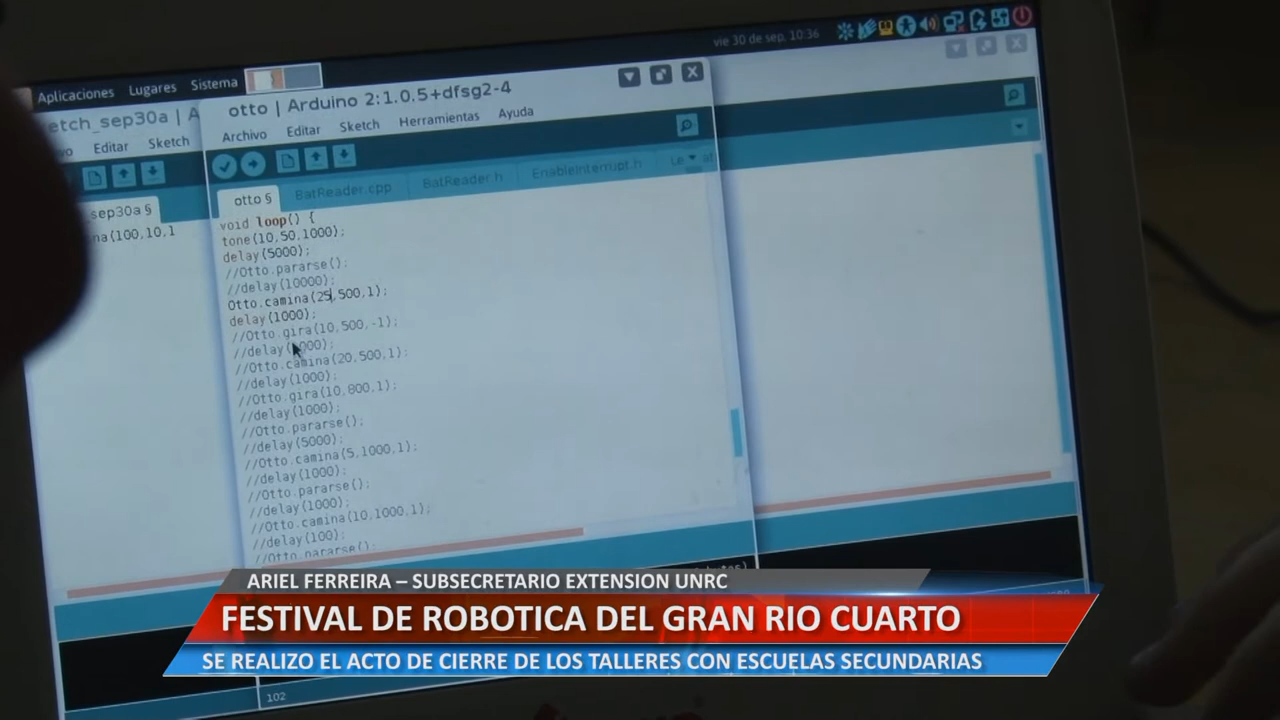 vie 30 de sep, 10:36
Aplicaciones Lugares Sistema
etch_sep30a | A
Editar Sketch
sep30a §
na(100,10,1
otto | Arduino 2:1.0.5+dfsg2-4
Archivo Editar Sketch Herramientas Ayuda
otto § BatReader.cpp BatReader.h EnableInterrupt.h Le
void loop() {
tone(10,50,1000);
delay(5000);
//Otto.pararse();
//delay(10000);
Otto.camina(25,500,1);
delay(1000);
//Otto.gira(10,500,-1);
//delay(1000);
//Otto.camina(20,500,1);
//delay(1000);
//Otto.gira(10,800,1);
//delay(1000);
//Otto.pararse();
//delay(5000);
//Otto.camina(5,1000,1);
//delay(1000);
//Otto.pararse();
//delay(1000);
//Otto.camina(10,1000,1);
//delay(100);
//Otto.pararse();
ARIEL FERREIRA – SUBSECRETARIO EXTENSION UNRC
FESTIVAL DE ROBOTICA DEL GRAN RIO CUARTO
SE REALIZO EL ACTO DE CIERRE DE LOS TALLERES CON ESCUELAS SECUNDARIAS
102